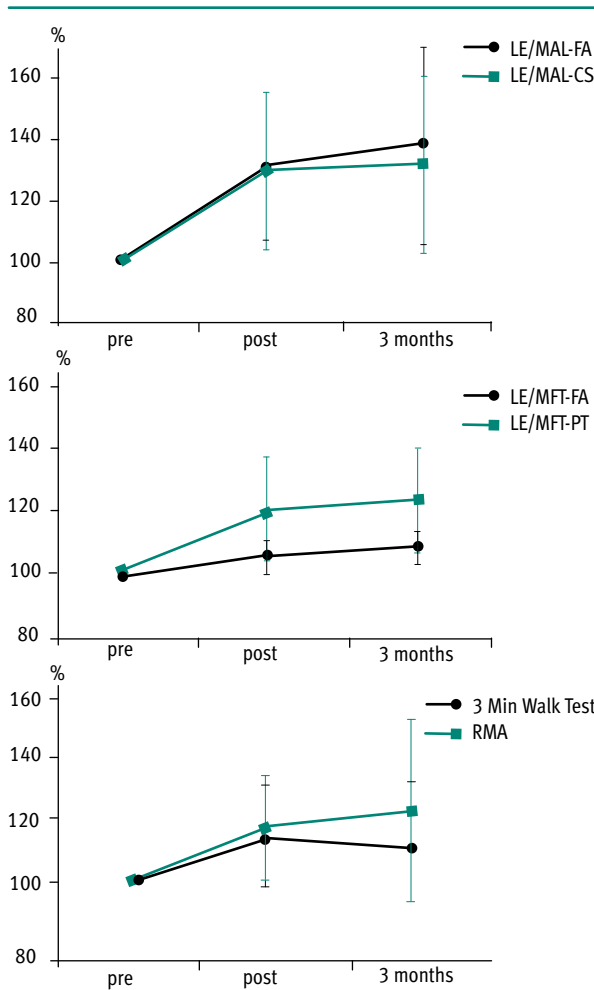 %
LE/MAL-FA
LE/MAL-CS
160
140
120
100
80
pre post 3 months
%
LE/MFT-FA
LE/MFT-PT
160
140
120
100
80
pre post 3 months
%
3 Min Walk Test
RMA
160
140
120
100
80
pre post 3 months